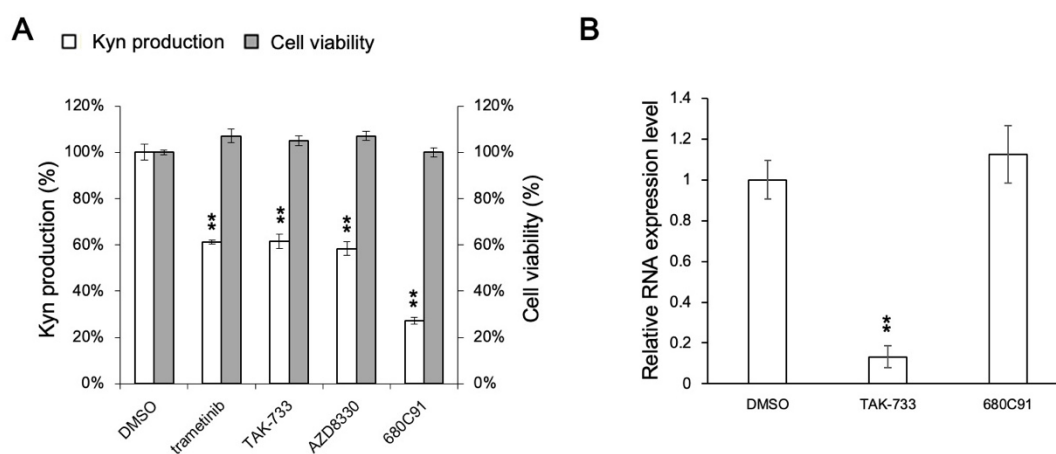 A
Kyn production
Cell viability
Kyn production (%)
120%
100%
80%
60%
40%
20%
0%
**
**
**
**
120%
100%
80%
60%
40%
20%
0%
Cell viability (%)
DMSO
trametinib
TAK-733
AZD8330
680C91
B
Relative RNA expression level
1.4
1.2
1
0.8
0.6
0.4
0.2
0
**
DMSO
TAK-733
680C91